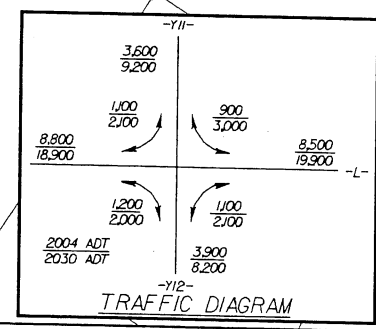 -Y11-
3,600
9,200
1,100
2,100
900
3,000
8,800
18,900
8,500
19,900
-L-
1,200
2,000
1,100
2,100
2004 ADT
2030 ADT
3,900
8,200
-Y12-
TRAFFIC DIAGRAM